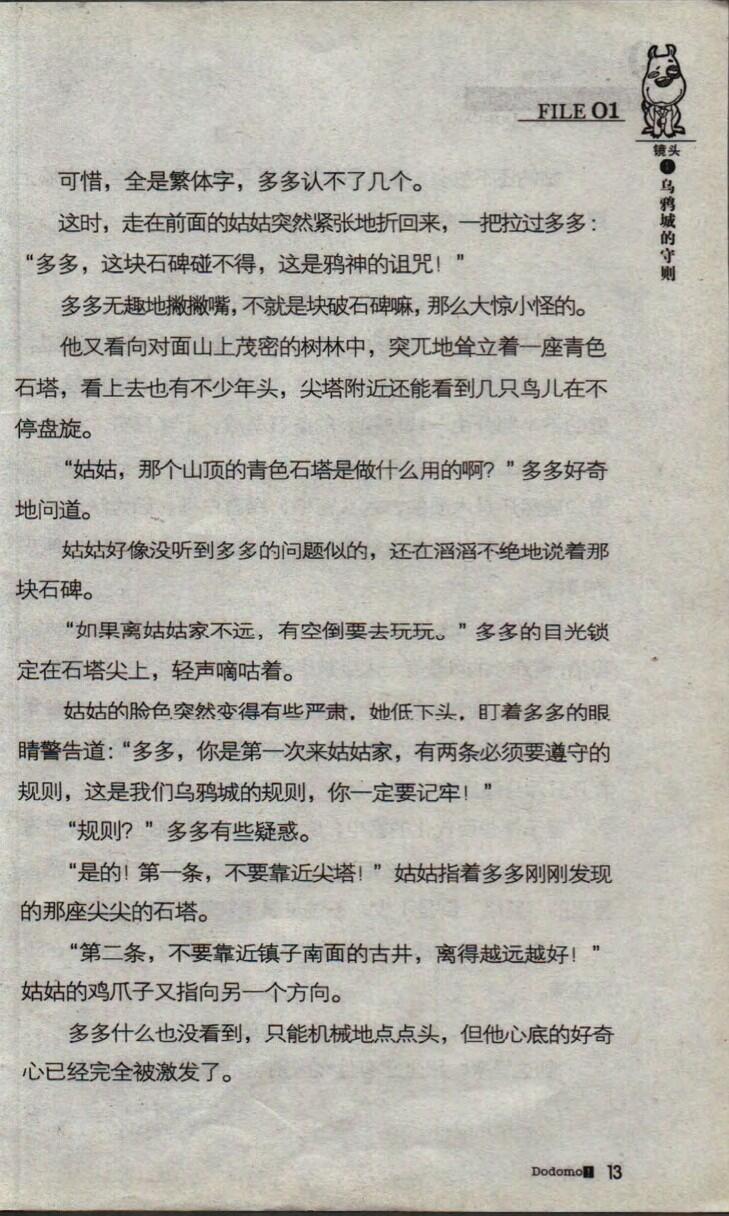 FILE 01
镜头
乌鸦城的守则
可惜，全是繁体字，多多认不了几个。
这时，走在前面的姑姑突然紧张地折回来，一把拉过多多：
“多多，这块石碑碰不得，这是鸦神的诅咒！”
多多无趣地撇撇嘴，不就是块破石碑嘛，那么大惊小怪的。
他又看向对面山上茂密的树林中，突兀地耸立着一座青色
石塔，看上去也有不少年头，尖塔附近还能看到几只鸟儿在不
停盘旋。
“姑姑，那个山顶的青色石塔是做什么用的啊？”多多好奇
地问道。
姑姑好像没听到多多的问题似的，还在滔滔不绝地说着那
块石碑。
“如果离姑姑家不远，有空倒要去玩玩。”多多的目光锁
定在石塔尖上，轻声嘀咕着。
姑姑的脸色突然变得有些严肃，她低下头，盯着多多的眼
睛警告道：“多多，你是第一次来姑姑家，有两条必须要遵守的
规则，这是我们乌鸦城的规则，你一定要记牢！”
“规则？”多多有些疑惑。
“是的！第一条，不要靠近尖塔！”姑姑指着多多刚刚发现
的那座尖尖的石塔。
“第二条，不要靠近镇子南面的古井，离得越远越好！”
姑姑的鸡爪子又指向另一个方向。
多多什么也没看到，只能机械地点点头，但他心底的好奇
心已经完全被激发了。
Dodomo! 13